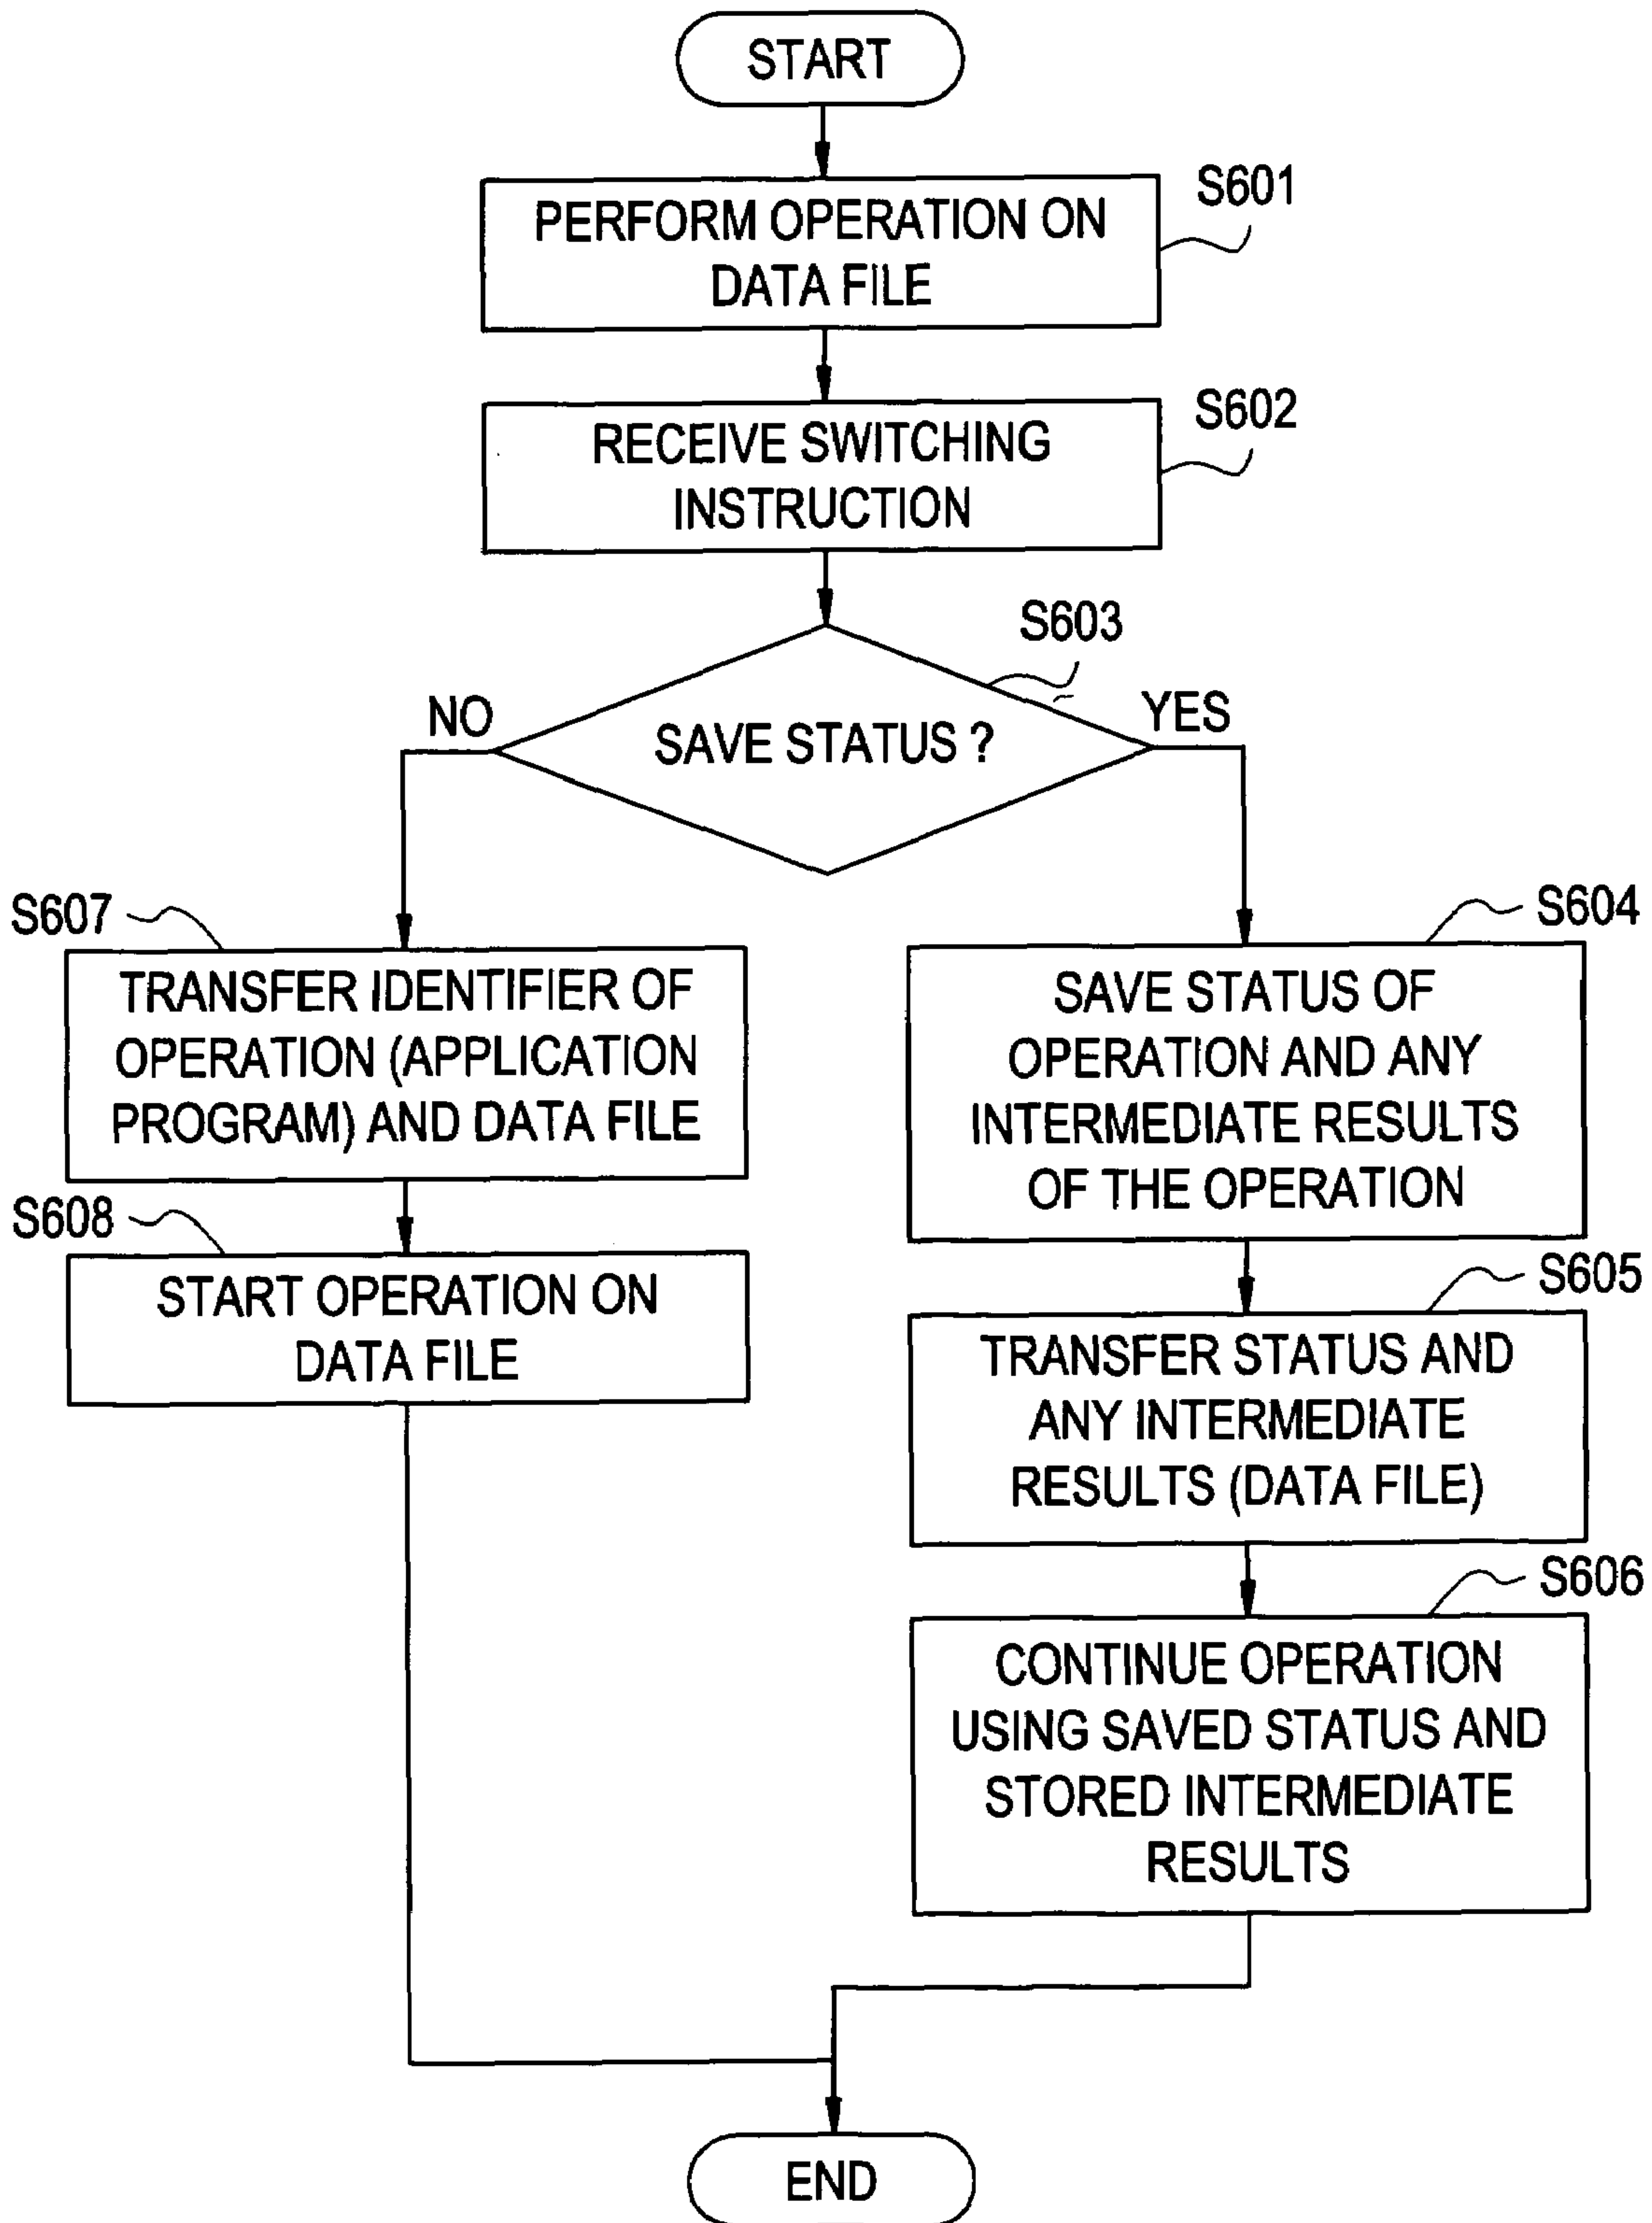 START
PERFORM OPERATION ON
DATA FILE
S601
RECEIVE SWITCHING
INSTRUCTION
S602
SAVE STATUS ?
S603
NO
YES
S607
TRANSFER IDENTIFIER OF
OPERATION (APPLICATION
PROGRAM) AND DATA FILE
S608
START OPERATION ON
DATA FILE
S604
SAVE STATUS OF
OPERATION AND ANY
INTERMEDIATE RESULTS
OF THE OPERATION
S605
TRANSFER STATUS AND
ANY INTERMEDIATE
RESULTS (DATA FILE)
S606
CONTINUE OPERATION
USING SAVED STATUS AND
STORED INTERMEDIATE
RESULTS
END